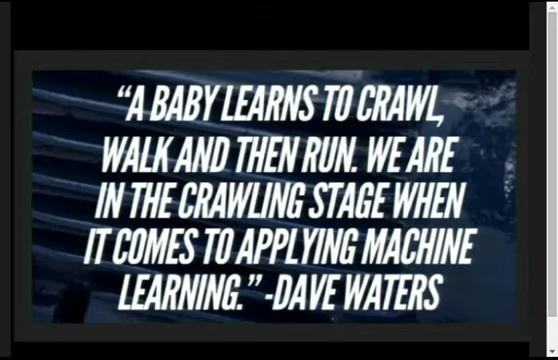 “A BABY LEARNS TO CRAWL,
WALK AND THEN RUN. WE ARE
IN THE CRAWLING STAGE WHEN
IT COMES TO APPLYING MACHINE
LEARNING.” -DAVE WATERS